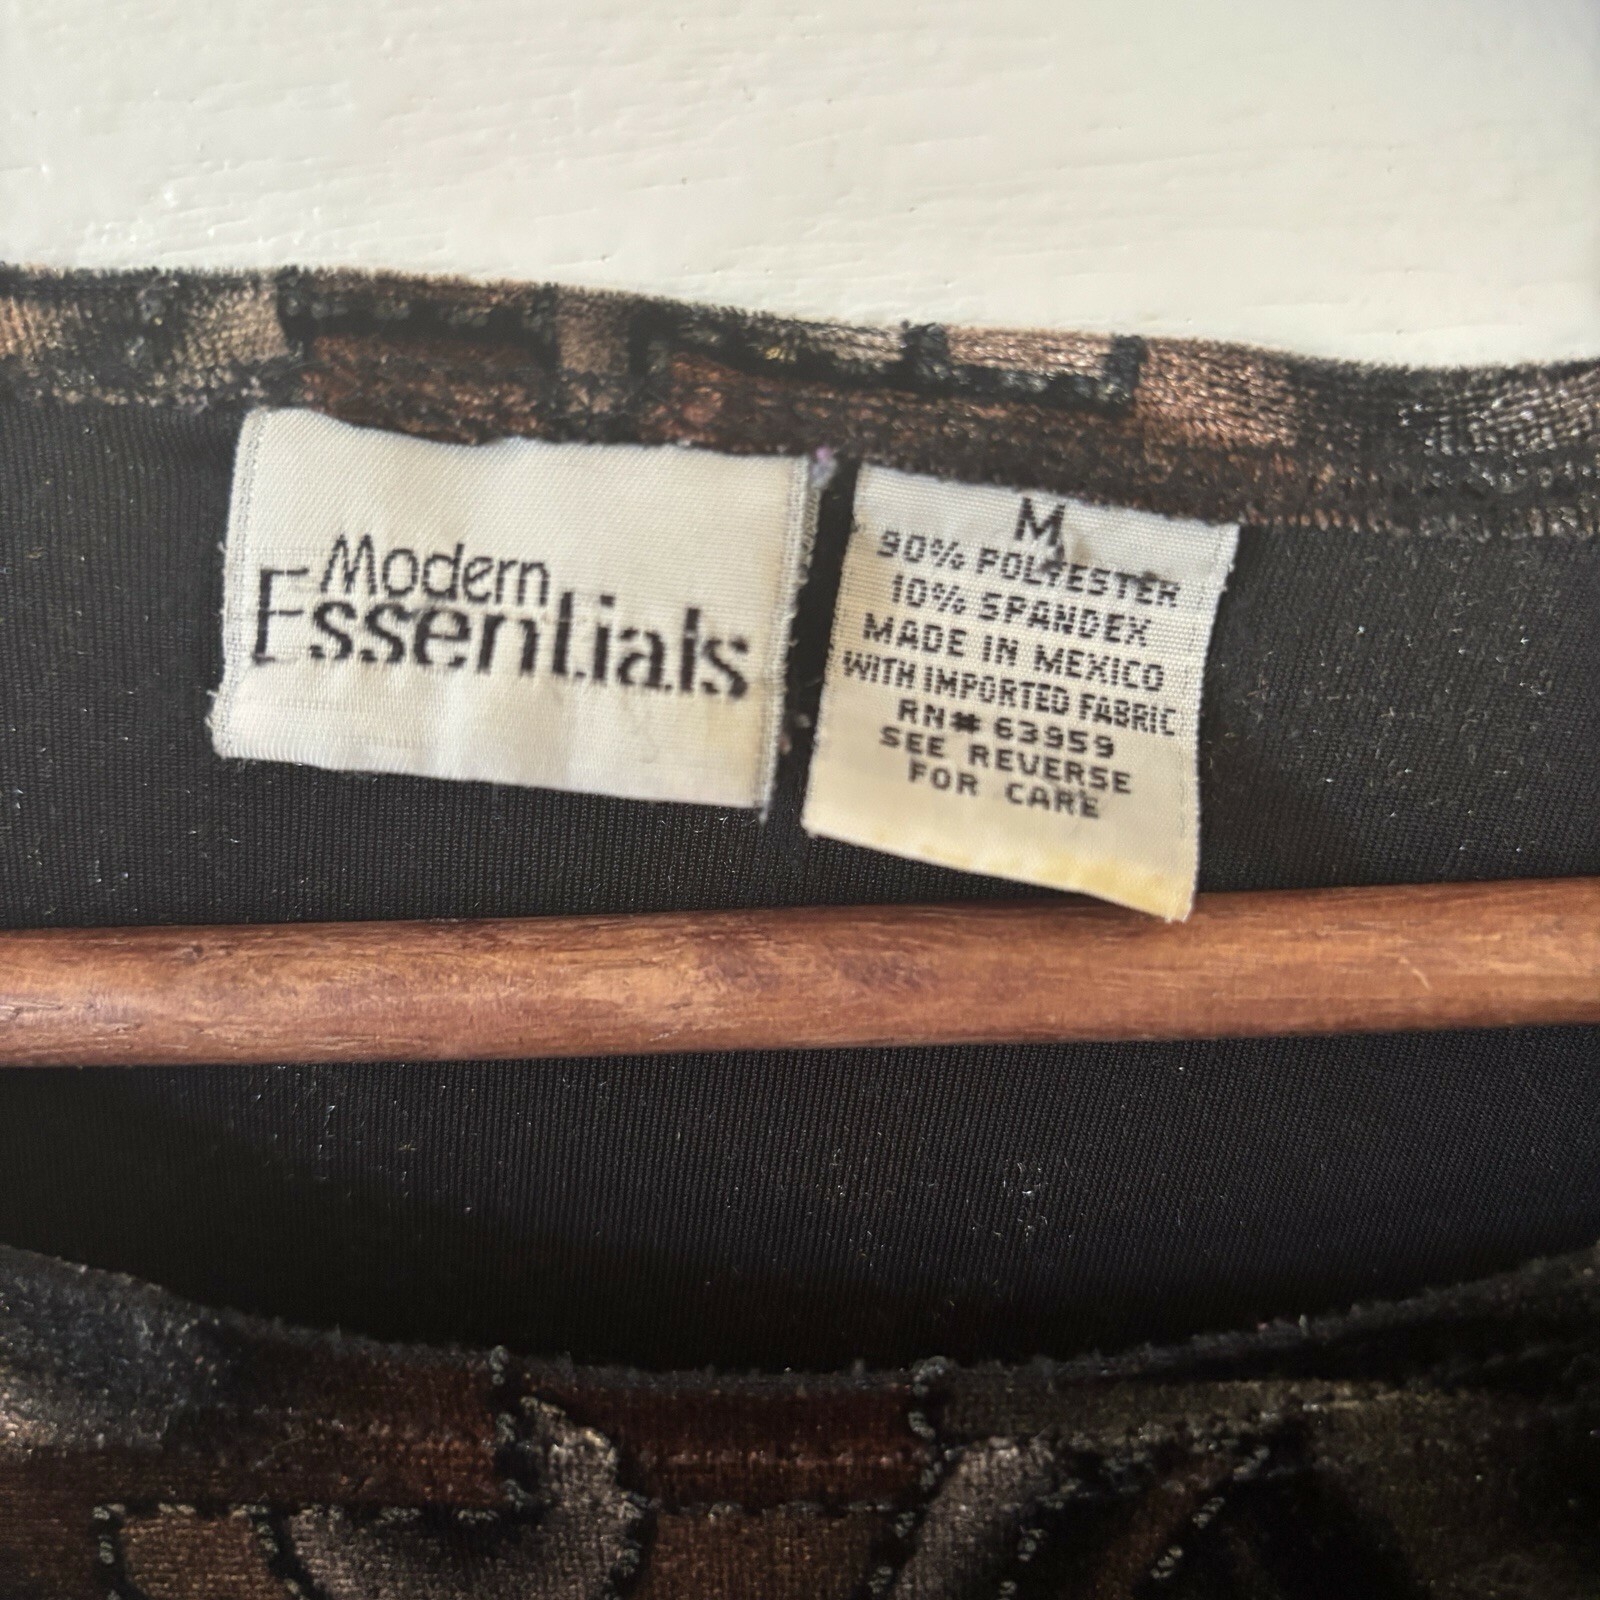 Modern
Essentials
M
90% POLYESTER
10% SPANDEX
MADE IN MEXICO
WITH IMPORTED FABRIC
RN# 63959
SEE REVERSE
FOR CARE